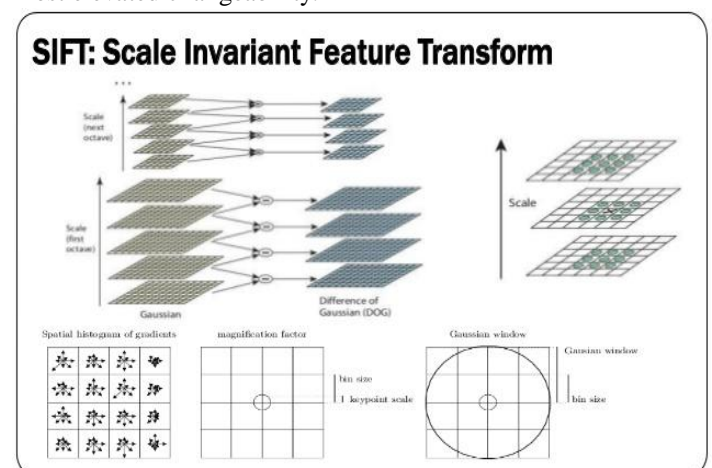 SIFT: Scale Invariant Feature Transform
Scale
(next
octave)
Scale
Scale
(first
octave)
Gaussian
Difference of
Gaussian (DOG)
Spatial histogram of gradients
magnification factor
Gaussian window
bin size
1 keypoint scale
Gausian window
bin size